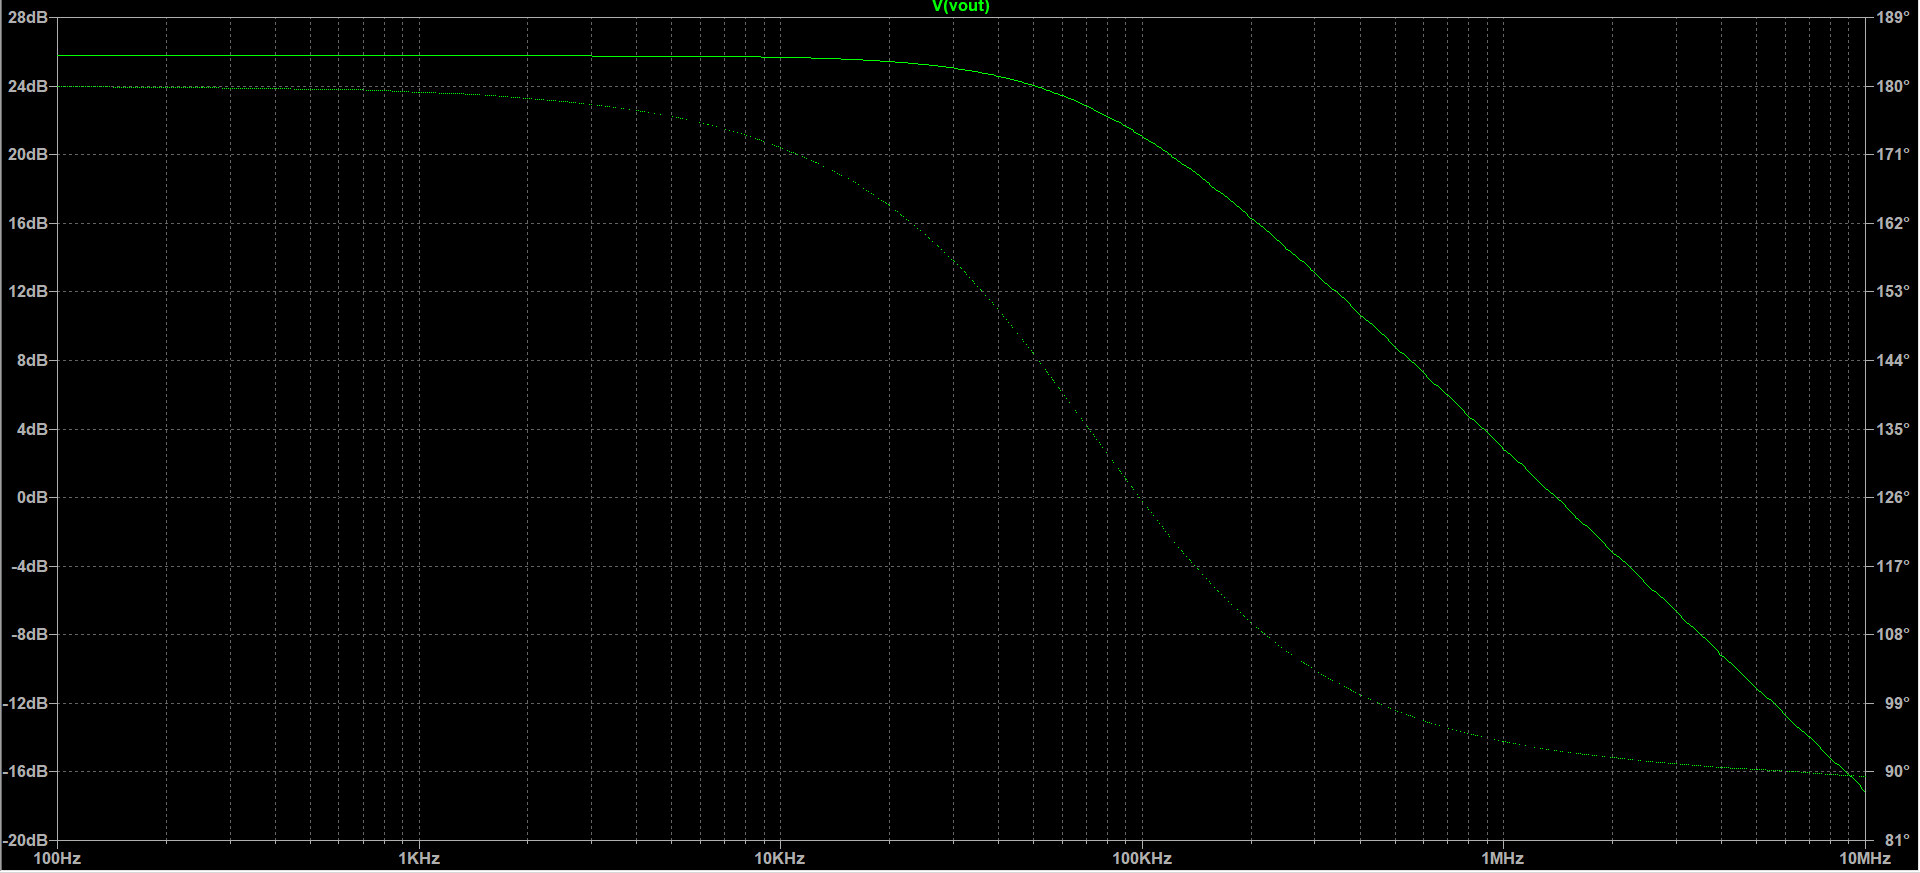 V(vout)
28dB
24dB
20dB
16dB
12dB
8dB
4dB
0dB
-4dB
-8dB
-12dB
-16dB
-20dB
189°
180°
171°
162°
153°
144°
135°
126°
117°
108°
99°
90°
81°
100Hz 1KHz 10KHz 100KHz 1MHz 10MHz